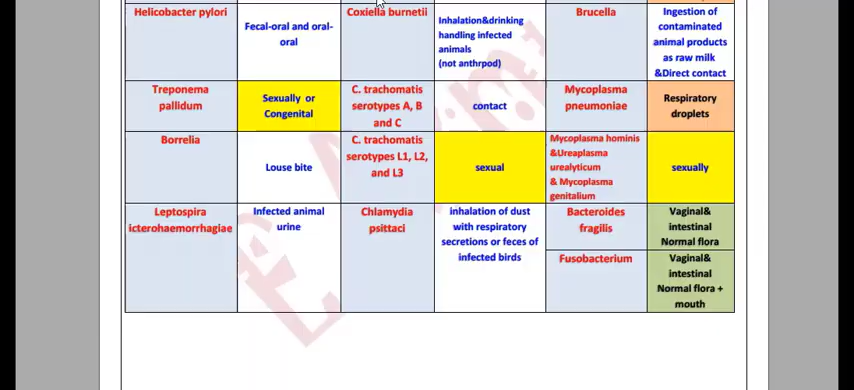 Helicobacter pylori
Fecal-oral and oral-
oral
Coxiella burnetii
Inhalation&drinking
handling infected
animals
(not anthrpod)
Brucella
Ingestion of
contaminated
animal products
as raw milk
&Direct contact
Treponema
pallidum
Sexually or
Congenital
C. trachomatis
serotypes A, B
and C
contact
Mycoplasma
pneumoniae
Respiratory
droplets
Borrelia
Louse bite
C. trachomatis
serotypes L1, L2,
and L3
sexual
Mycoplasma hominis
&Ureaplasma
urealyticum
& Mycoplasma
genitalium
sexually
Leptospira
icterohaemorrhagiae
Infected animal
urine
Chlamydia
psittaci
inhalation of dust
with respiratory
secretions or feces of
infected birds
Bacteroides
fragilis
Vaginal&
intestinal
Normal flora
Fusobacterium
Vaginal&
intestinal
Normal flora +
mouth